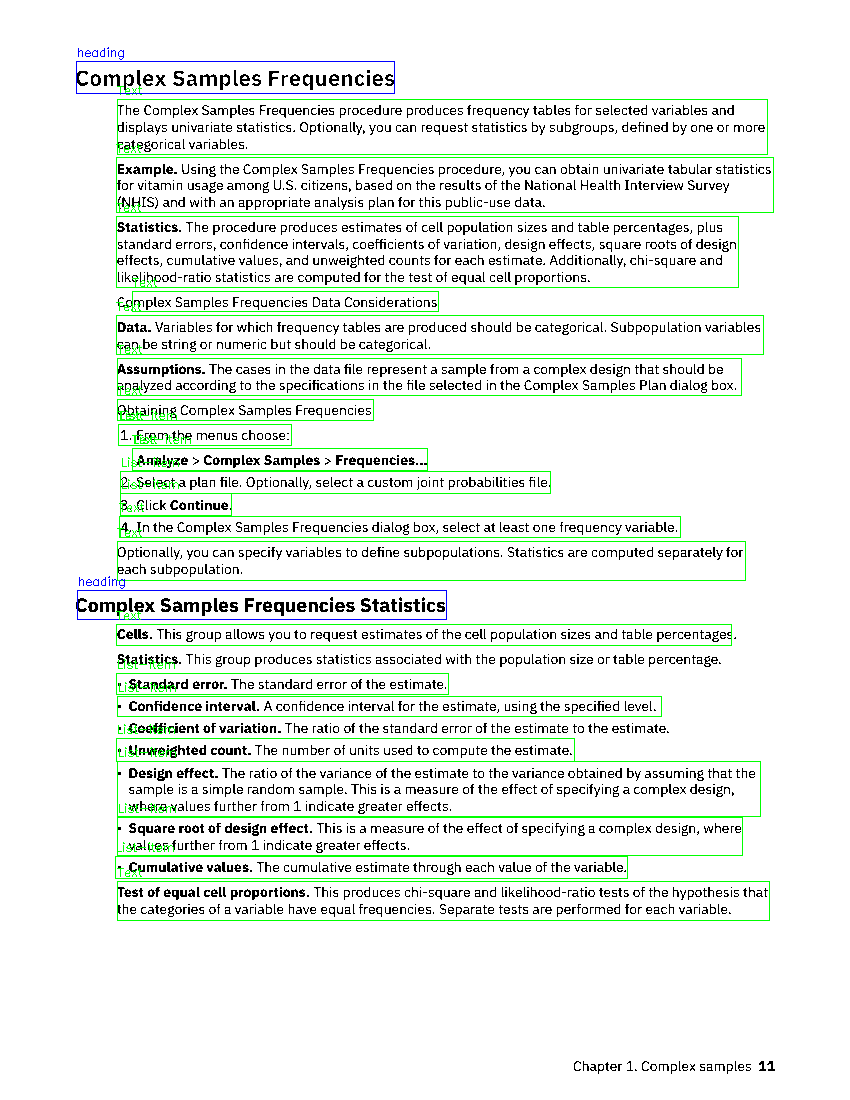 heading
Complex Samples Frequencies
Text
The Complex Samples Frequencies procedure produces frequency tables for selected variables and
displays univariate statistics. Optionally, you can request statistics by subgroups, defined by one or more
categorical variables.
Text
Example. Using the Complex Samples Frequencies procedure, you can obtain univariate tabular statistics
for vitamin usage among U.S. citizens, based on the results of the National Health Interview Survey
(NHIS) and with an appropriate analysis plan for this public-use data.
Text
Statistics. The procedure produces estimates of cell population sizes and table percentages, plus
standard errors, confidence intervals, coefficients of variation, design effects, square roots of design
effects, cumulative values, and unweighted counts for each estimate. Additionally, chi-square and
likelihood-ratio statistics are computed for the test of equal cell proportions.
Text
Complex Samples Frequencies Data Considerations
Text
Data. Variables for which frequency tables are produced should be categorical. Subpopulation variables
can be string or numeric but should be categorical.
Text
Assumptions. The cases in the data file represent a sample from a complex design that should be
analyzed according to the specifications in the file selected in the Complex Samples Plan dialog box.
Text
Obtaining Complex Samples Frequencies
List-Item
1. From the menus choose:
List-Item
Analyze > Complex Samples > Frequencies...
List-Item
2. Select a plan file. Optionally, select a custom joint probabilities file.
List-Item
3. Click Continue.
Text
4. In the Complex Samples Frequencies dialog box, select at least one frequency variable.
Text
Optionally, you can specify variables to define subpopulations. Statistics are computed separately for
each subpopulation.
heading
Complex Samples Frequencies Statistics
Text
Cells. This group allows you to request estimates of the cell population sizes and table percentages.
Statistics. This group produces statistics associated with the population size or table percentage.
List-Item
• Standard error. The standard error of the estimate.
List-Item
• Confidence interval. A confidence interval for the estimate, using the specified level.
• Coefficient of variation. The ratio of the standard error of the estimate to the estimate.
List-Item
• Unweighted count. The number of units used to compute the estimate.
List-Item
• Design effect. The ratio of the variance of the estimate to the variance obtained by assuming that the
sample is a simple random sample. This is a measure of the effect of specifying a complex design,
where values further from 1 indicate greater effects.
List-Item
• Square root of design effect. This is a measure of the effect of specifying a complex design, where
values further from 1 indicate greater effects.
List-Item
• Cumulative values. The cumulative estimate through each value of the variable.
Text
Test of equal cell proportions. This produces chi-square and likelihood-ratio tests of the hypothesis that
the categories of a variable have equal frequencies. Separate tests are performed for each variable.
Chapter 1. Complex samples 11